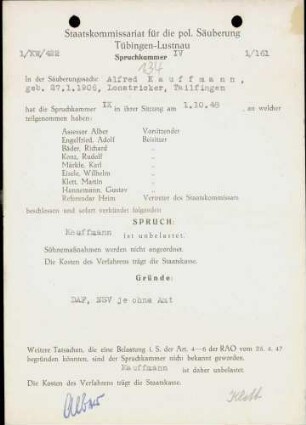 Staatskommissariat für die pol. Säuberung
Tübingen-Lustnau
1/XX/422 Spruchkammer IV 1/161
134
In der Säuberungssache: Alfred Kauffmann,
geb. 27.1.1906, Lohstricker, Tailfingen
hat die Spruchkammer IX in ihrer Sitzung am 1.10.48, an welcher
teilgenommen haben:
Assessor Alber Vorsitzender
Engelfried, Adolf Beisitzer
Bäder, Richard "
Konz, Rudolf "
Märkle, Karl "
Linde, Wilhelm "
Klett, Martin "
Hannemann, Gustav "
Referendar Heim Vertreter des Staatskommissars
beschlossen und sofort verkündet folgenden
SPRUCH:
Kauffmann
ist unbelastet.
Sühnemaßnahmen werden nicht angeordnet.
Die Kosten des Verfahrens trägt die Staatskasse.
Gründe:
DAF, NSV je ohne Amt
Weitere Tatsachen, die eine Belastung i. S. der Art. 4—6 der RAO vom 26. 4. 47
begründen könnten, sind der Spruchkammer nicht bekannt geworden.
Kauffmann ist daher unbelastet.
Die Kosten des Verfahrens trägt die Staatskasse.
Alber Klett